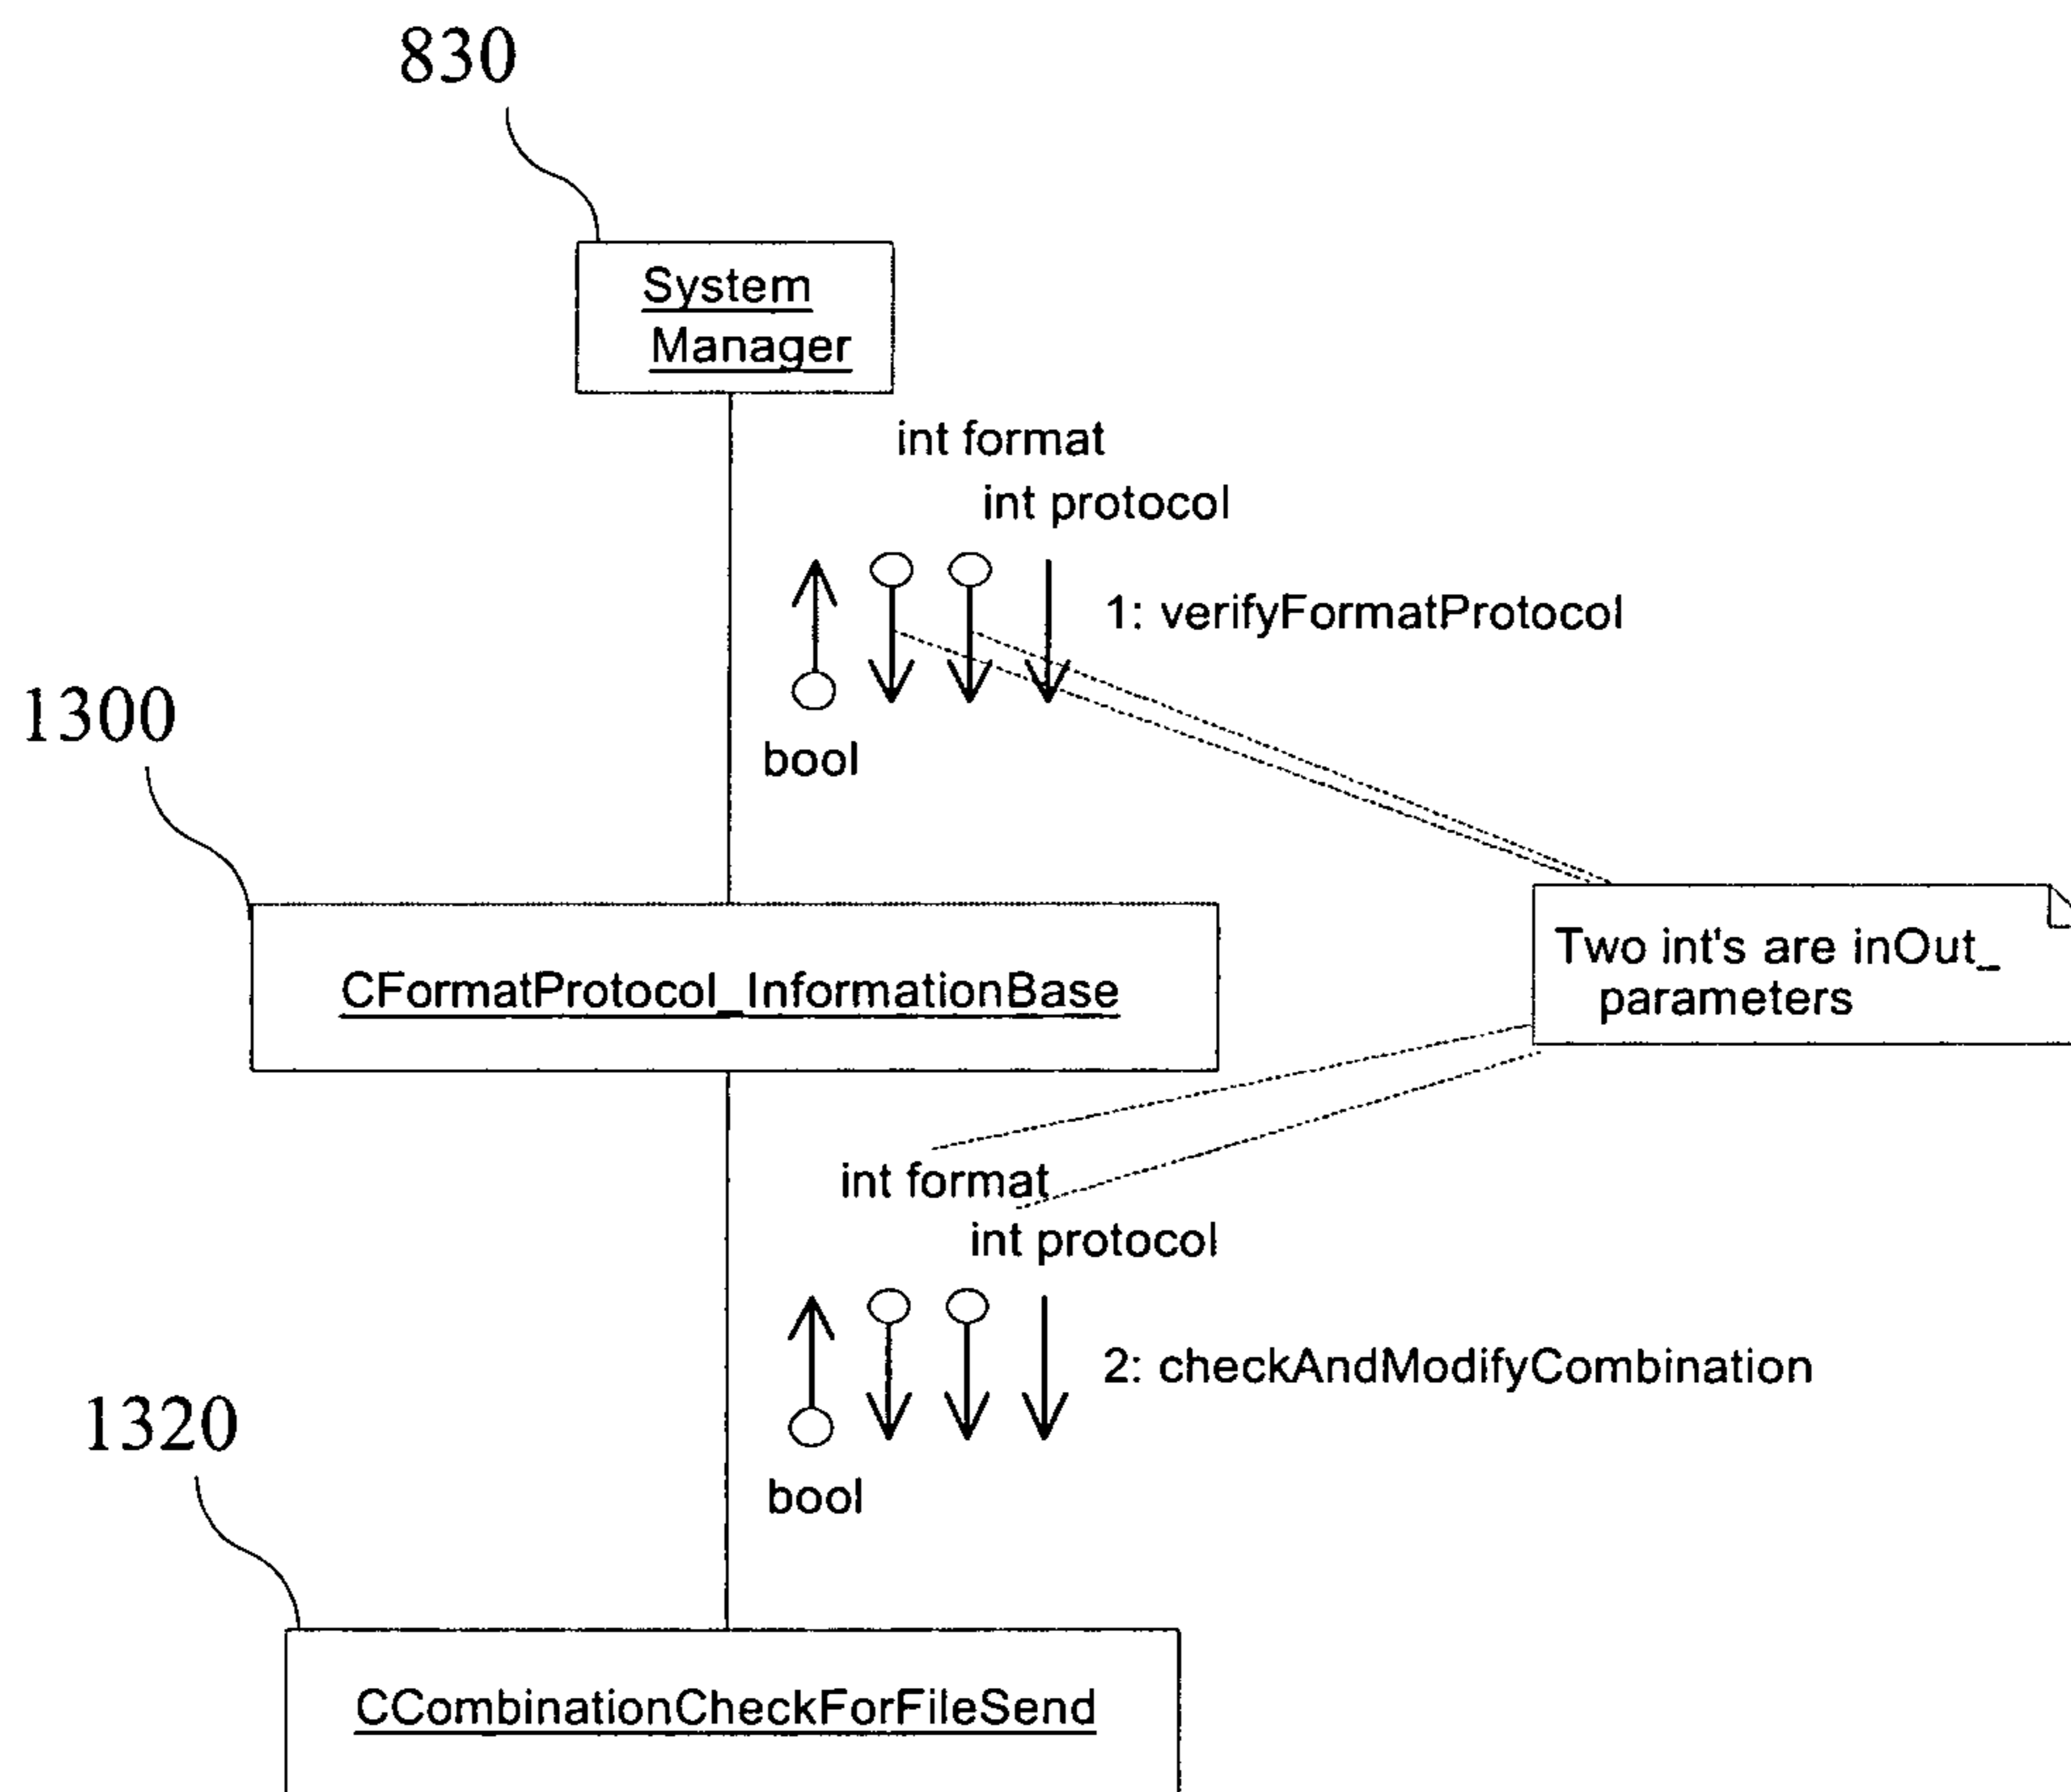 830
System
Manager
int format
int protocol
1: verifyFormatProtocol
1300
bool
CFormatProtocol_InformationBase
Two int's are inOut_
parameters
int format
int protocol
2: checkAndModifyCombination
1320
bool
CCombinationCheckForFileSend